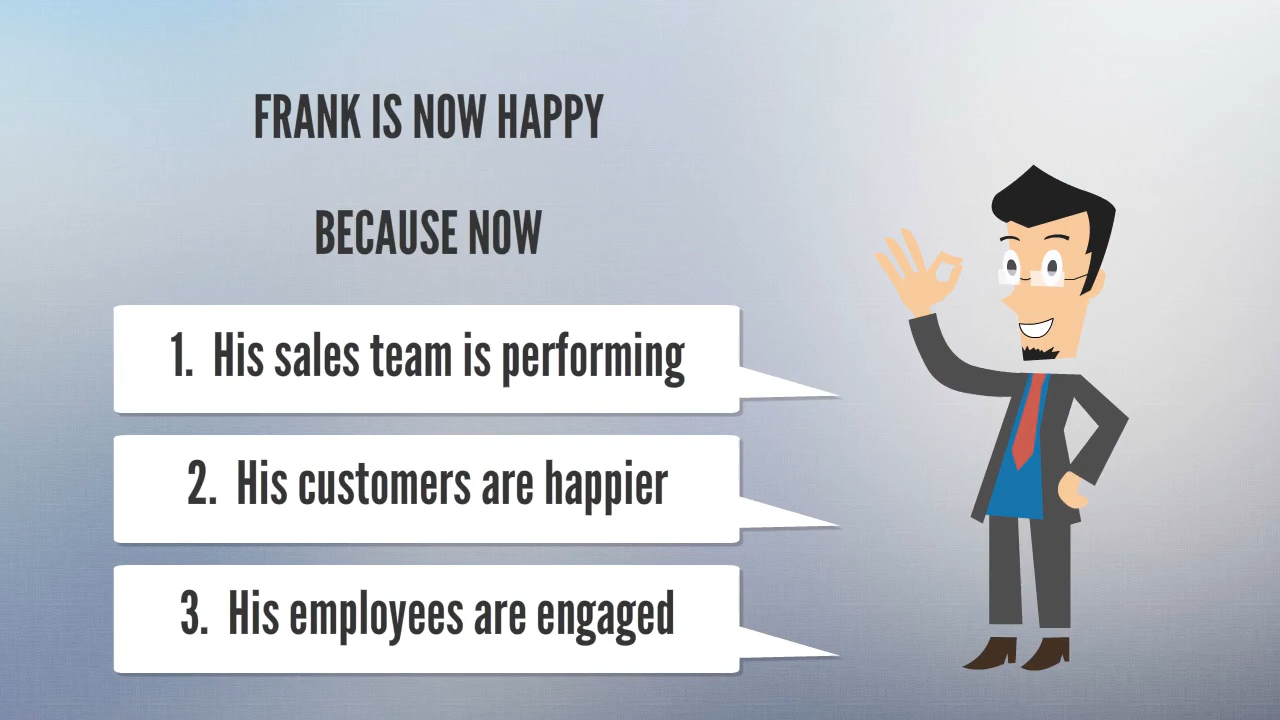 FRANK IS NOW HAPPY
BECAUSE NOW
1. His sales team is performing
2. His customers are happier
3. His employees are engaged